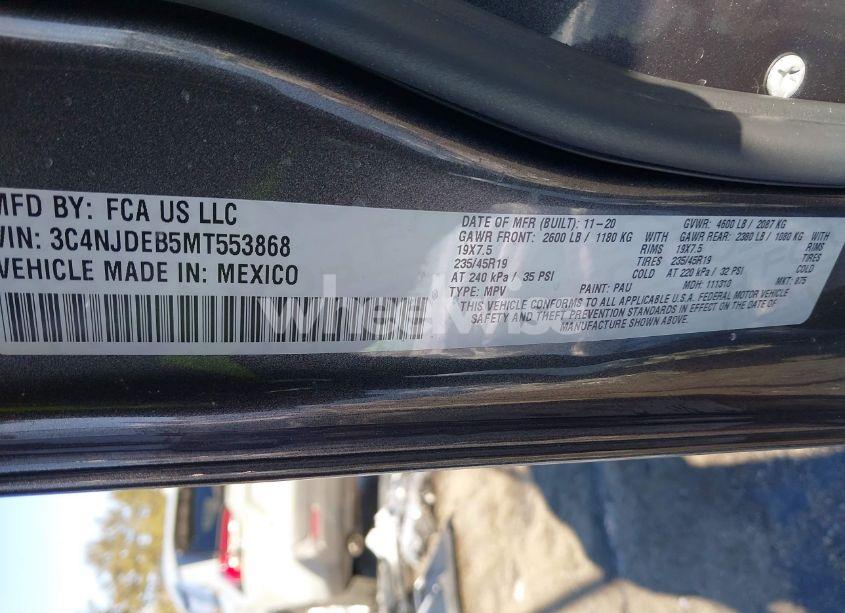 MFD BY: FCA US LLC
VIN: 3C4NJDEB5MT553868
VEHICLE MADE IN: MEXICO
DATE OF MFR (BUILT): 11-20 GVWR: 4600 LB / 2087 KG
GAWR FRONT: 2600 LB / 1180 KG GAWR REAR: 2380 LB / 1080 KG
19X7.5 RIMS 19X7.5
235/45R19 TIRES 235/45R19 TIRES
AT 240 kPa / 35 PSI COLD AT 220 kPa / 32 PSI COLD
TYPE: MPV PAINT: PAU MDH: 111310 MKT: 075
THIS VEHICLE CONFORMS TO ALL APPLICABLE U.S.A. FEDERAL MOTOR VEHICLE
SAFETY AND THEFT PREVENTION STANDARDS IN EFFECT ON THE DATE OF
MANUFACTURE SHOWN ABOVE.